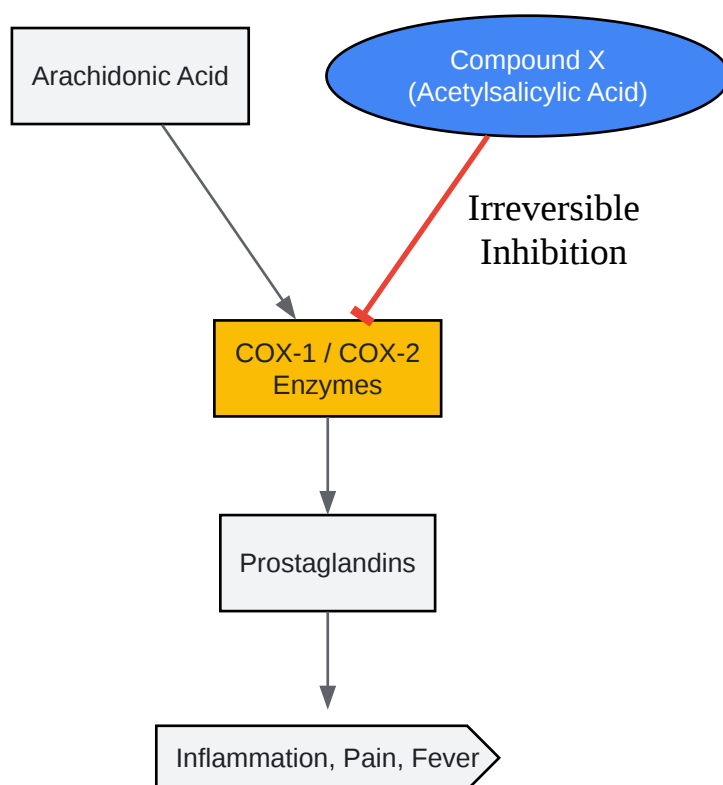 Arachidonic Acid
Compound X
(Acetylsalicylic Acid)
Irreversible
Inhibition
COX-1 / COX-2
Enzymes
Prostaglandins
Inflammation, Pain, Fever